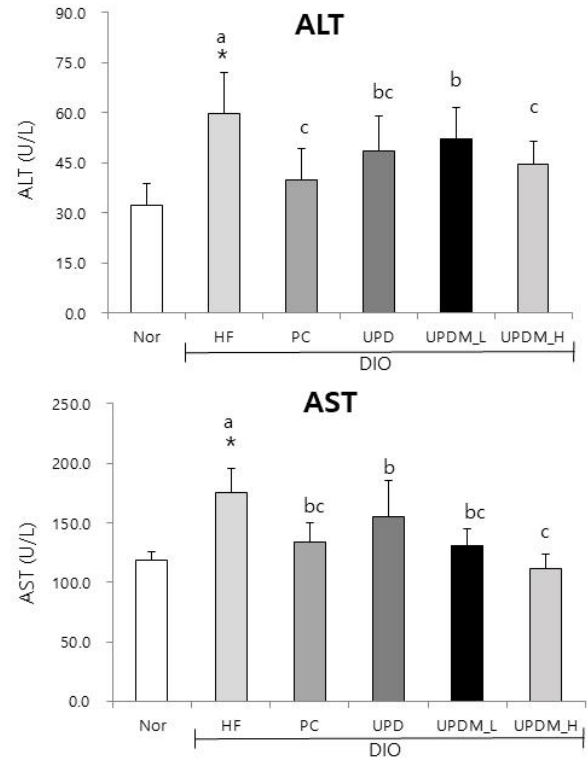 ALT
90.0
75.0
60.0
45.0
30.0
15.0
0.0
ALT (U/L)
a
*
c
bc
b
c
Nor HF PC UPD UPDM_L UPDM_H
DIO
AST
250.0
200.0
150.0
100.0
50.0
0.0
AST (U/L)
a
*
bc
b
bc
c
Nor HF PC UPD UPDM_L UPDM_H
DIO